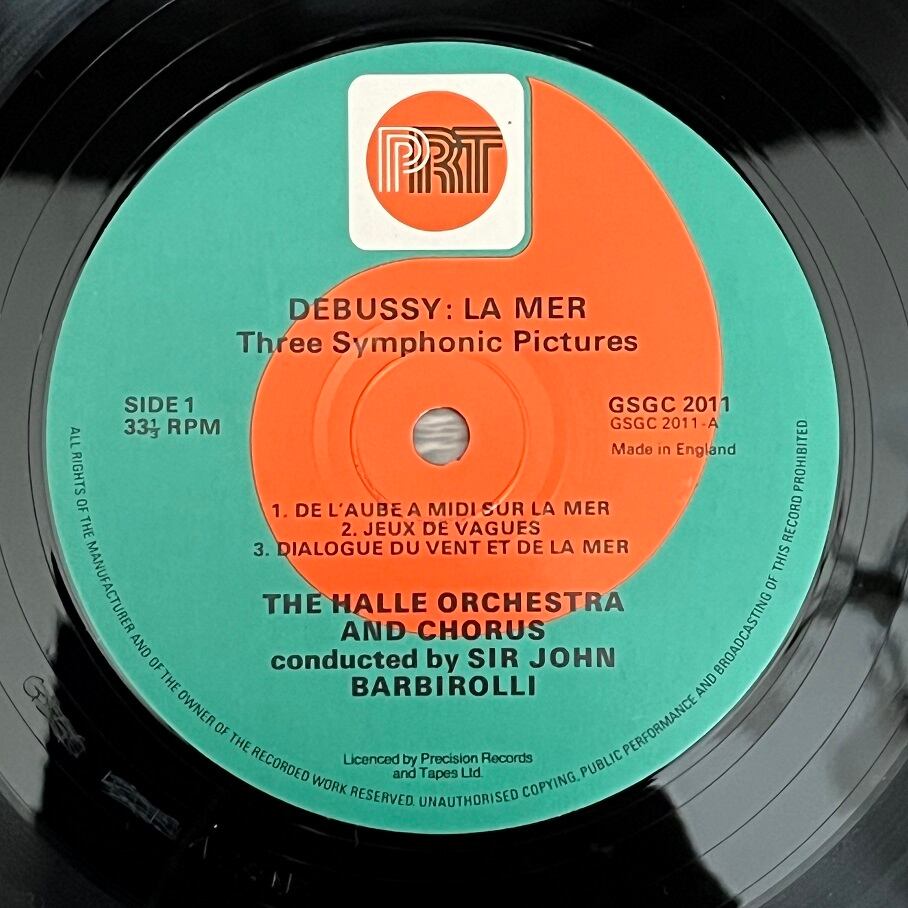 PRT
DEBUSSY: LA MER
Three Symphonic Pictures
SIDE 1
33⅓ RPM
GSGC 2011
GSGC 2011-A
Made in England
1. DE L'AUBE A MIDI SUR LA MER
2. JEUX DE VAGUES
3. DIALOGUE DU VENT ET DE LA MER
THE HALLE ORCHESTRA
AND CHORUS
conducted by SIR JOHN
BARBIROLLI
Licenced by Precision Records
and Tapes Ltd.
ALL RIGHTS OF THE MANUFACTURER AND OF THE OWNER OF THE RECORDED WORK RESERVED. UNAUTHORISED COPYING, PUBLIC PERFORMANCE AND BROADCASTING OF THIS RECORD PROHIBITED